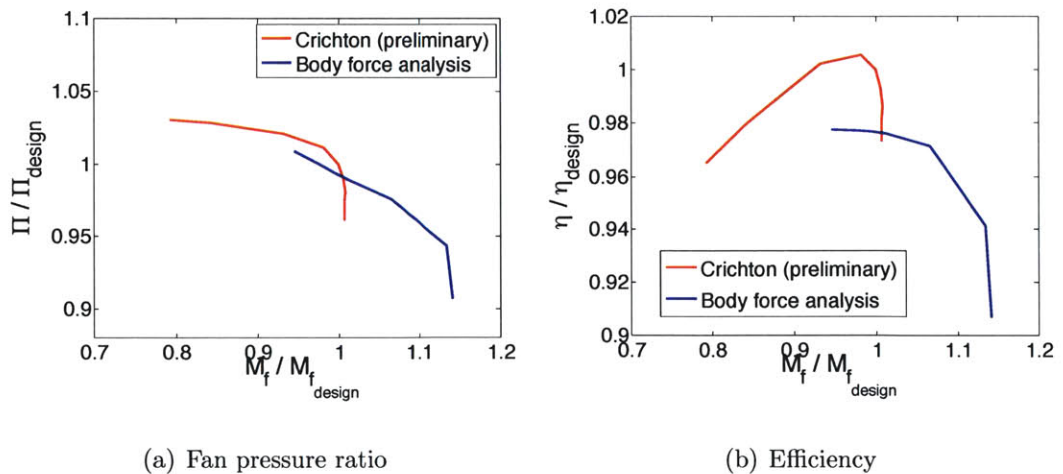 1.1
1.05
1
0.95
0.9
Π / Π_design
Crichton (preliminary)
Body force analysis
0.7 0.8 0.9 1 1.1 1.2
M_f / M_f_design
(a) Fan pressure ratio
1.02
1
0.98
0.96
0.94
0.92
0.9
η / η_design
Crichton (preliminary)
Body force analysis
0.7 0.8 0.9 1 1.1 1.2
M_f / M_f_design
(b) Efficiency